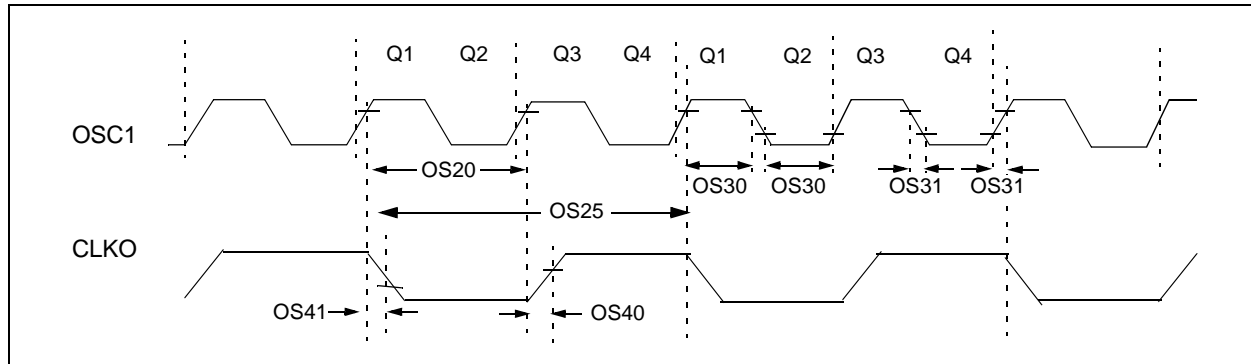 Q1 Q2 Q3 Q4 Q1 Q2 Q3 Q4
OSC1
OS20 OS30 OS30 OS31 OS31
OS25
CLKO
OS41 OS40